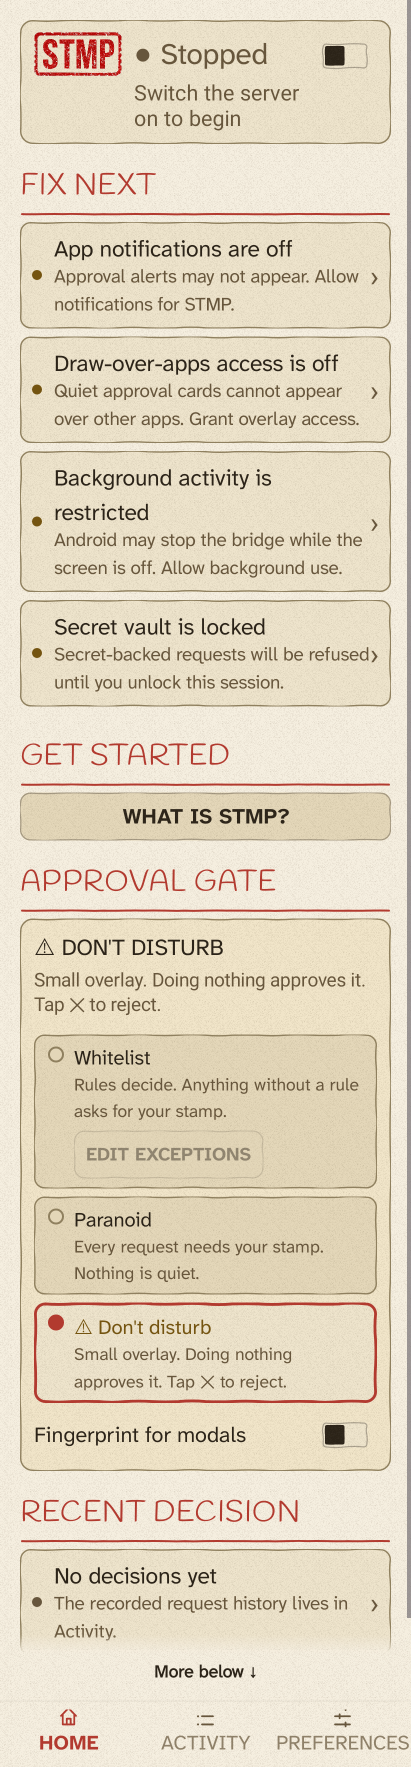 STMP
● Stopped
Switch the server
on to begin
FIX NEXT
App notifications are off
Approval alerts may not appear. Allow
notifications for STMP.
Draw-over-apps access is off
Quiet approval cards cannot appear
over other apps. Grant overlay access.
Background activity is
restricted
Android may stop the bridge while the
screen is off. Allow background use.
Secret vault is locked
Secret-backed requests will be refused
until you unlock this session.
GET STARTED
WHAT IS STMP?
APPROVAL GATE
⚠ DON'T DISTURB
Small overlay. Doing nothing approves it.
Tap ✕ to reject.
Whitelist
Rules decide. Anything without a rule
asks for your stamp.
EDIT EXCEPTIONS
Paranoid
Every request needs your stamp.
Nothing is quiet.
⚠ Don't disturb
Small overlay. Doing nothing
approves it. Tap ✕ to reject.
Fingerprint for modals
RECENT DECISION
No decisions yet
The recorded request history lives in
Activity.
More below ↓
HOME
ACTIVITY
PREFERENCES